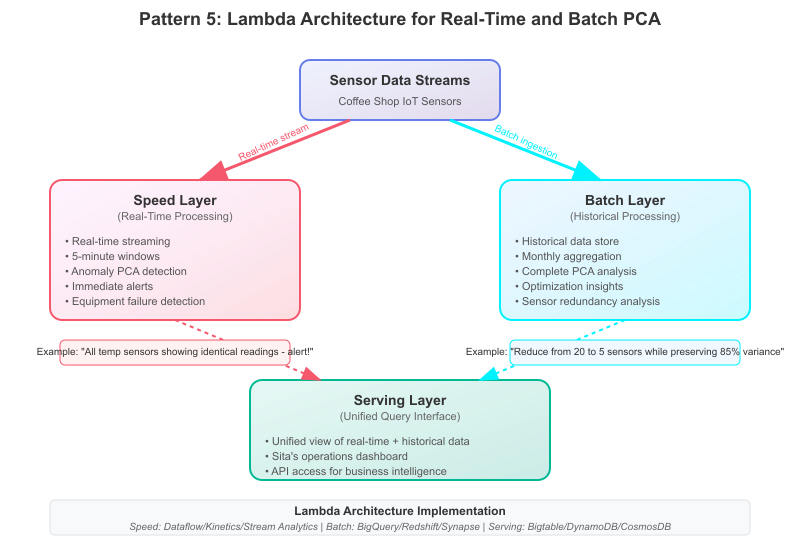 Pattern 5: Lambda Architecture for Real-Time and Batch PCA
Sensor Data Streams
Coffee Shop IoT Sensors
Real-time stream
Batch ingestion
Speed Layer
(Real-Time Processing)
• Real-time streaming
• 5-minute windows
• Anomaly PCA detection
• Immediate alerts
• Equipment failure detection
Batch Layer
(Historical Processing)
• Historical data store
• Monthly aggregation
• Complete PCA analysis
• Optimization insights
• Sensor redundancy analysis
Example: "All temp sensors showing identical readings - alert!"
Example: "Reduce from 20 to 5 sensors while preserving 85% variance"
Serving Layer
(Unified Query Interface)
• Unified view of real-time + historical data
• Sita's operations dashboard
• API access for business intelligence
Lambda Architecture Implementation
Speed: Dataflow/Kinetics/Stream Analytics | Batch: BigQuery/Redshift/Synapse | Serving: Bigtable/DynamoDB/CosmosDB